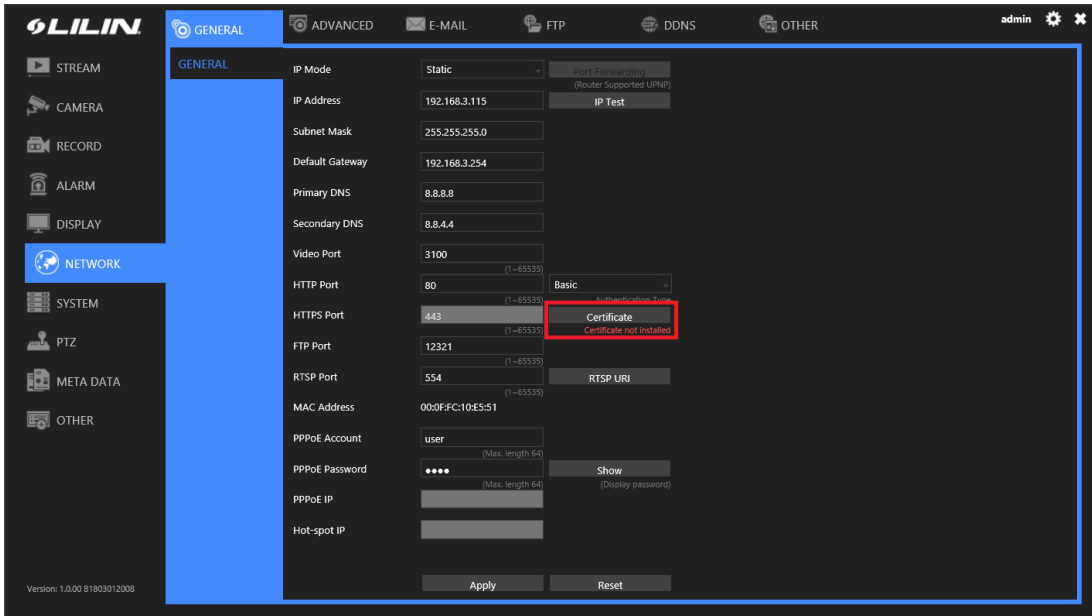 LILIN.
GENERAL
ADVANCED
E-MAIL
FTP
DDNS
OTHER
admin
STREAM
CAMERA
RECORD
ALARM
DISPLAY
NETWORK
SYSTEM
PTZ
META DATA
OTHER
Version: 1.0.00 B1803012008
GENERAL
IP Mode Static Port Forwarding
(Router Supported UPNP)
IP Address 192.168.3.115 IP Test
Subnet Mask 255.255.255.0
Default Gateway 192.168.3.254
Primary DNS 8.8.8.8
Secondary DNS 8.8.4.4
Video Port 3100
(1~65535)
HTTP Port 80 Basic
(1~65535) Authentication Type
HTTPS Port 443 Certificate
(1~65535) Certificate not installed
FTP Port 12321
(1~65535)
RTSP Port 554 RTSP URI
(1~65535)
MAC Address 00:0F:FC:10:E5:51
PPPoE Account user
(Max. length 64)
PPPoE Password •••• Show
(Max. length 64) (Display password)
PPPoE IP
Hot-spot IP
Apply Reset